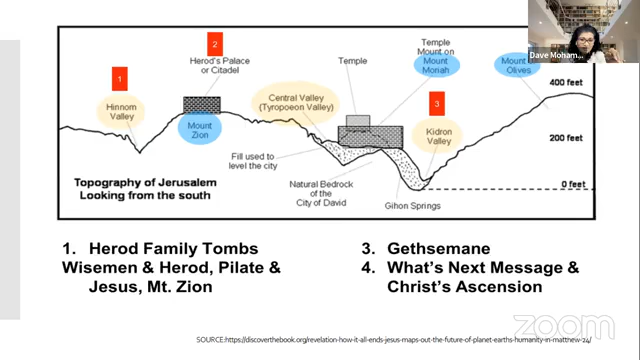 2
Herod's Palace
or Citadel
1
Hinnom
Valley
Mount
Zion
Central Valley
(Tyropoeon Valley)
Temple
Temple
Mount on
Mount
Moriah
3
Kidron
Valley
Mount
Olives
400 feet
200 feet
0 feet
Fill used to
level the city
Natural Bedrock
of the
City of David
Gihon Springs
Topography of Jerusalem
Looking from the south
1. Herod Family Tombs
Wisemen & Herod, Pilate &
Jesus, Mt. Zion
3. Gethsemane
4. What's Next Message &
Christ's Ascension
SOURE:https://discoverthebook.org/revelation-how-it-all-ends-jesus-maps-out-the-future-of-planet-earths-humanity-in-mattnew-24/
Dave Moham...
zoom